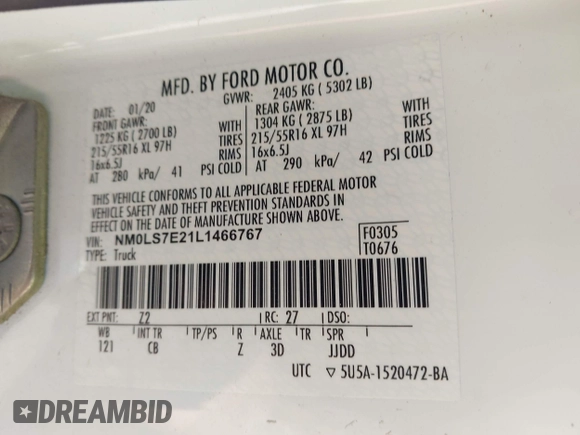 MFD. BY FORD MOTOR CO.
DATE: 01/20 GVWR: 2405 KG ( 5302 LB)
FRONT GAWR: REAR GAWR:
1225 KG ( 2700 LB) WITH 1304 KG ( 2875 LB) WITH
215/55R16 XL 97H TIRES 215/55R16 XL 97H TIRES
16x6.5J RIMS 16x6.5J RIMS
AT 280 kPa/ 41 PSI COLD AT 290 kPa/ 42 PSI COLD
THIS VEHICLE CONFORMS TO ALL APPLICABLE FEDERAL MOTOR
VEHICLE SAFETY AND THEFT PREVENTION STANDARDS IN
EFFECT ON THE DATE OF MANUFACTURE SHOWN ABOVE.
VIN: NM0LS7E21L1466767 F0305
TYPE: Truck T0676
EXT PNT: Z2 RC: 27 DSO:
WB INT TR TP/PS R AXLE TR SPR
121 CB Z 3D JJDD
UTC ▽ 5U5A-1520472-BA
DREAMBID